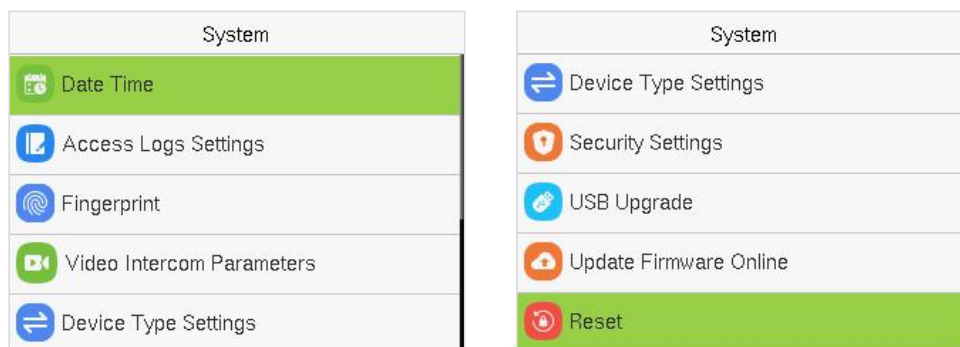 System
Date Time
Access Logs Settings
Fingerprint
Video Intercom Parameters
Device Type Settings
System
Device Type Settings
Security Settings
USB Upgrade
Update Firmware Online
Reset